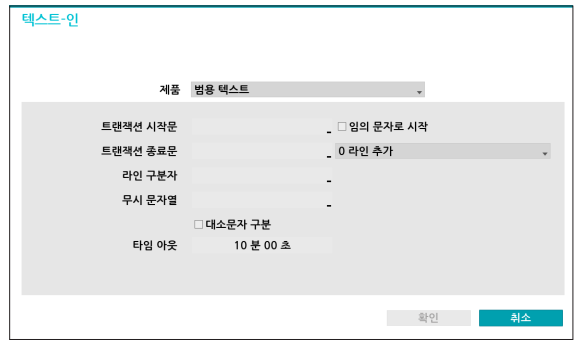 텍스트-인
제품 범용 텍스트
트랜잭션 시작문 임의 문자로 시작
트랜잭션 종료문 0 라인 추가
라인 구분자
무시 문자열
대소문자 구분
타임 아웃 10 분 00 초
확인 취소